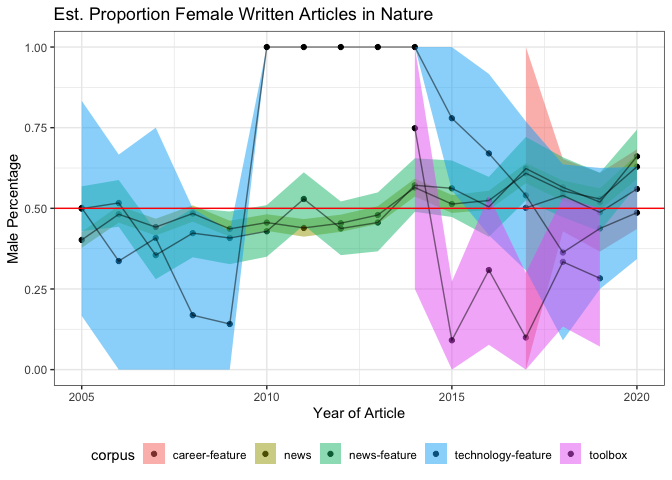 Est. Proportion Female Written Articles in Nature
Male Percentage
1.00
0.75
0.50
0.25
0.00
2005 2010 2015 2020
Year of Article
corpus career-feature news news-feature technology-feature toolbox